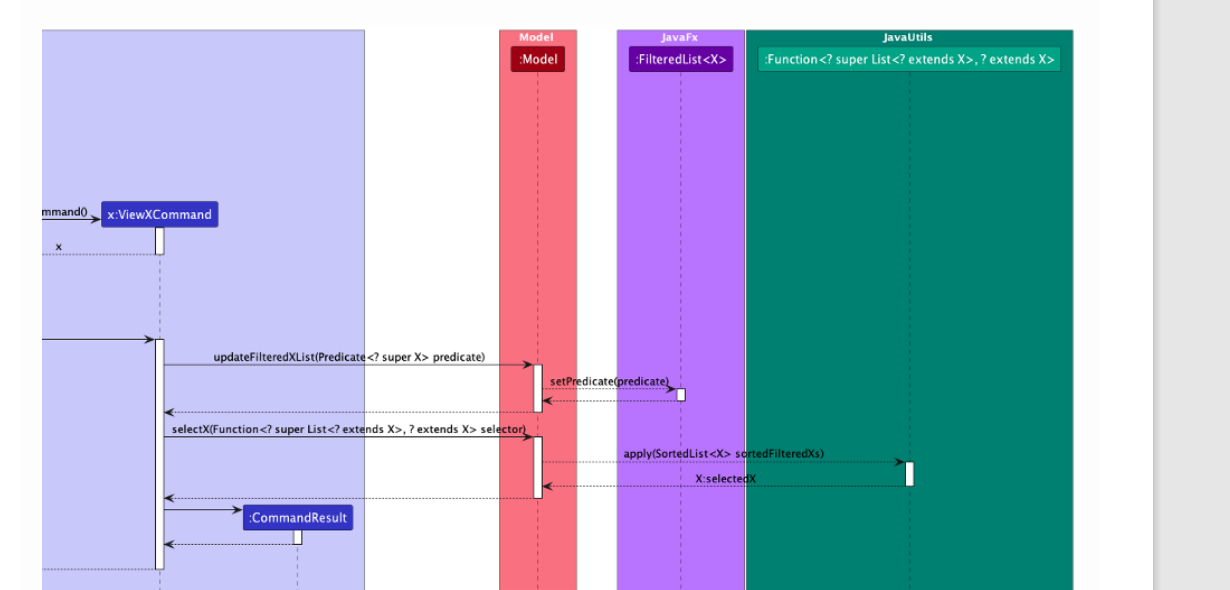 Model
JavaFx
JavaUtils
:Model
:FilteredList<X>
:Function<? super List<? extends X>, ? extends X>
mmand()
x:ViewXCommand
x
updateFilteredXList(Predicate<? super X> predicate)
setPredicate(predicate)
selectX(Function<? super List<? extends X>, ? extends X> selector)
apply(SortedList<X> sortedFilteredXs)
X:selectedX
:CommandResult